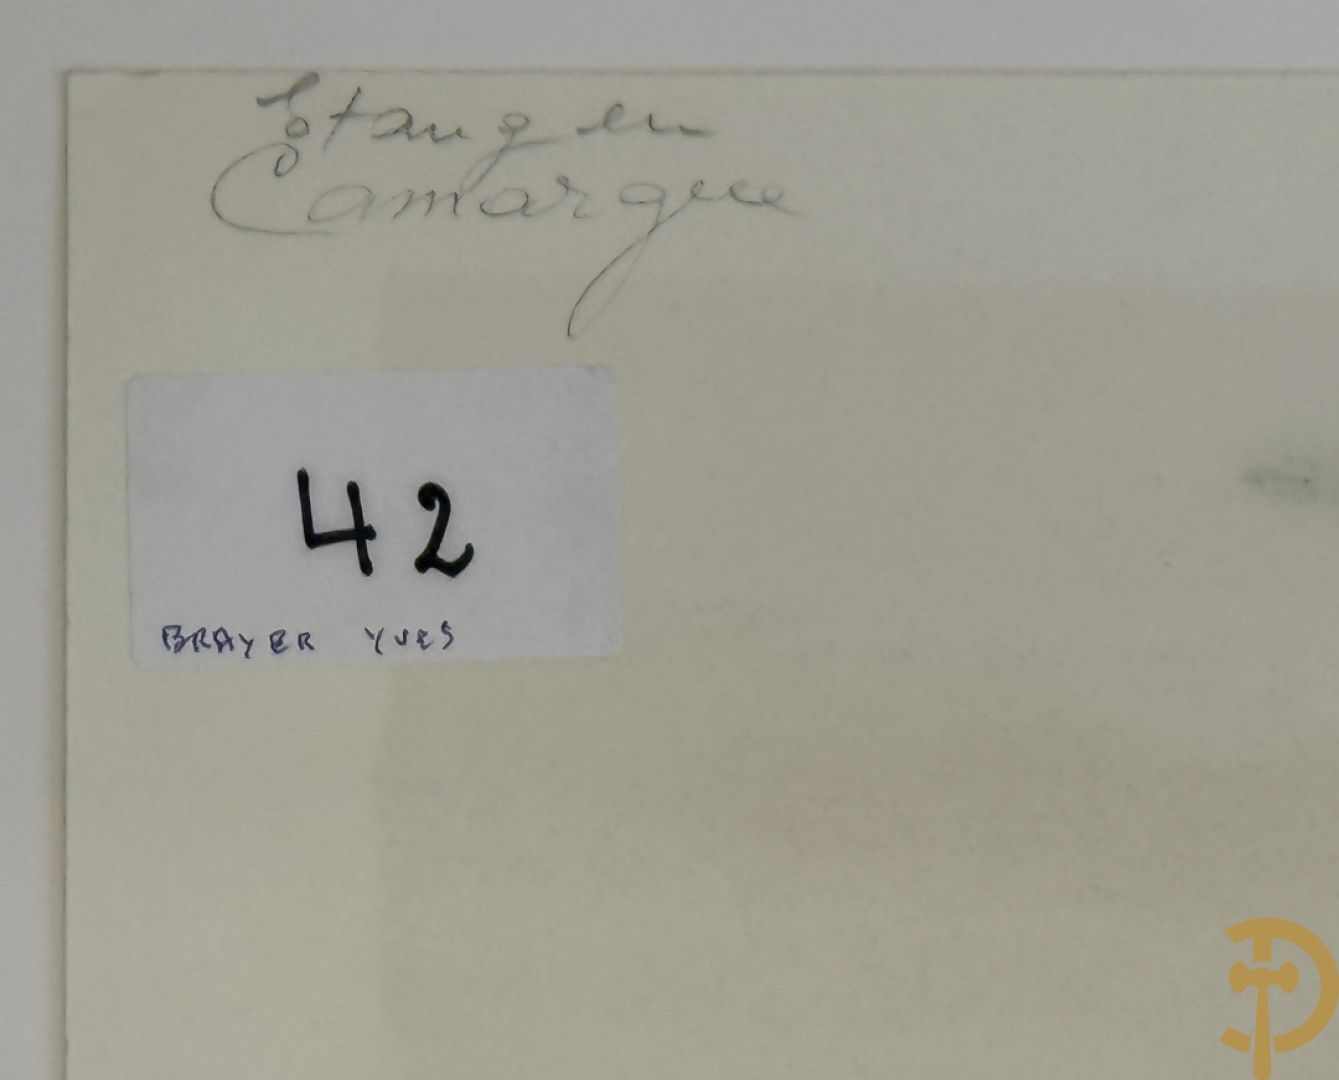 Etang en
Camargue
42
BRAYER YVES